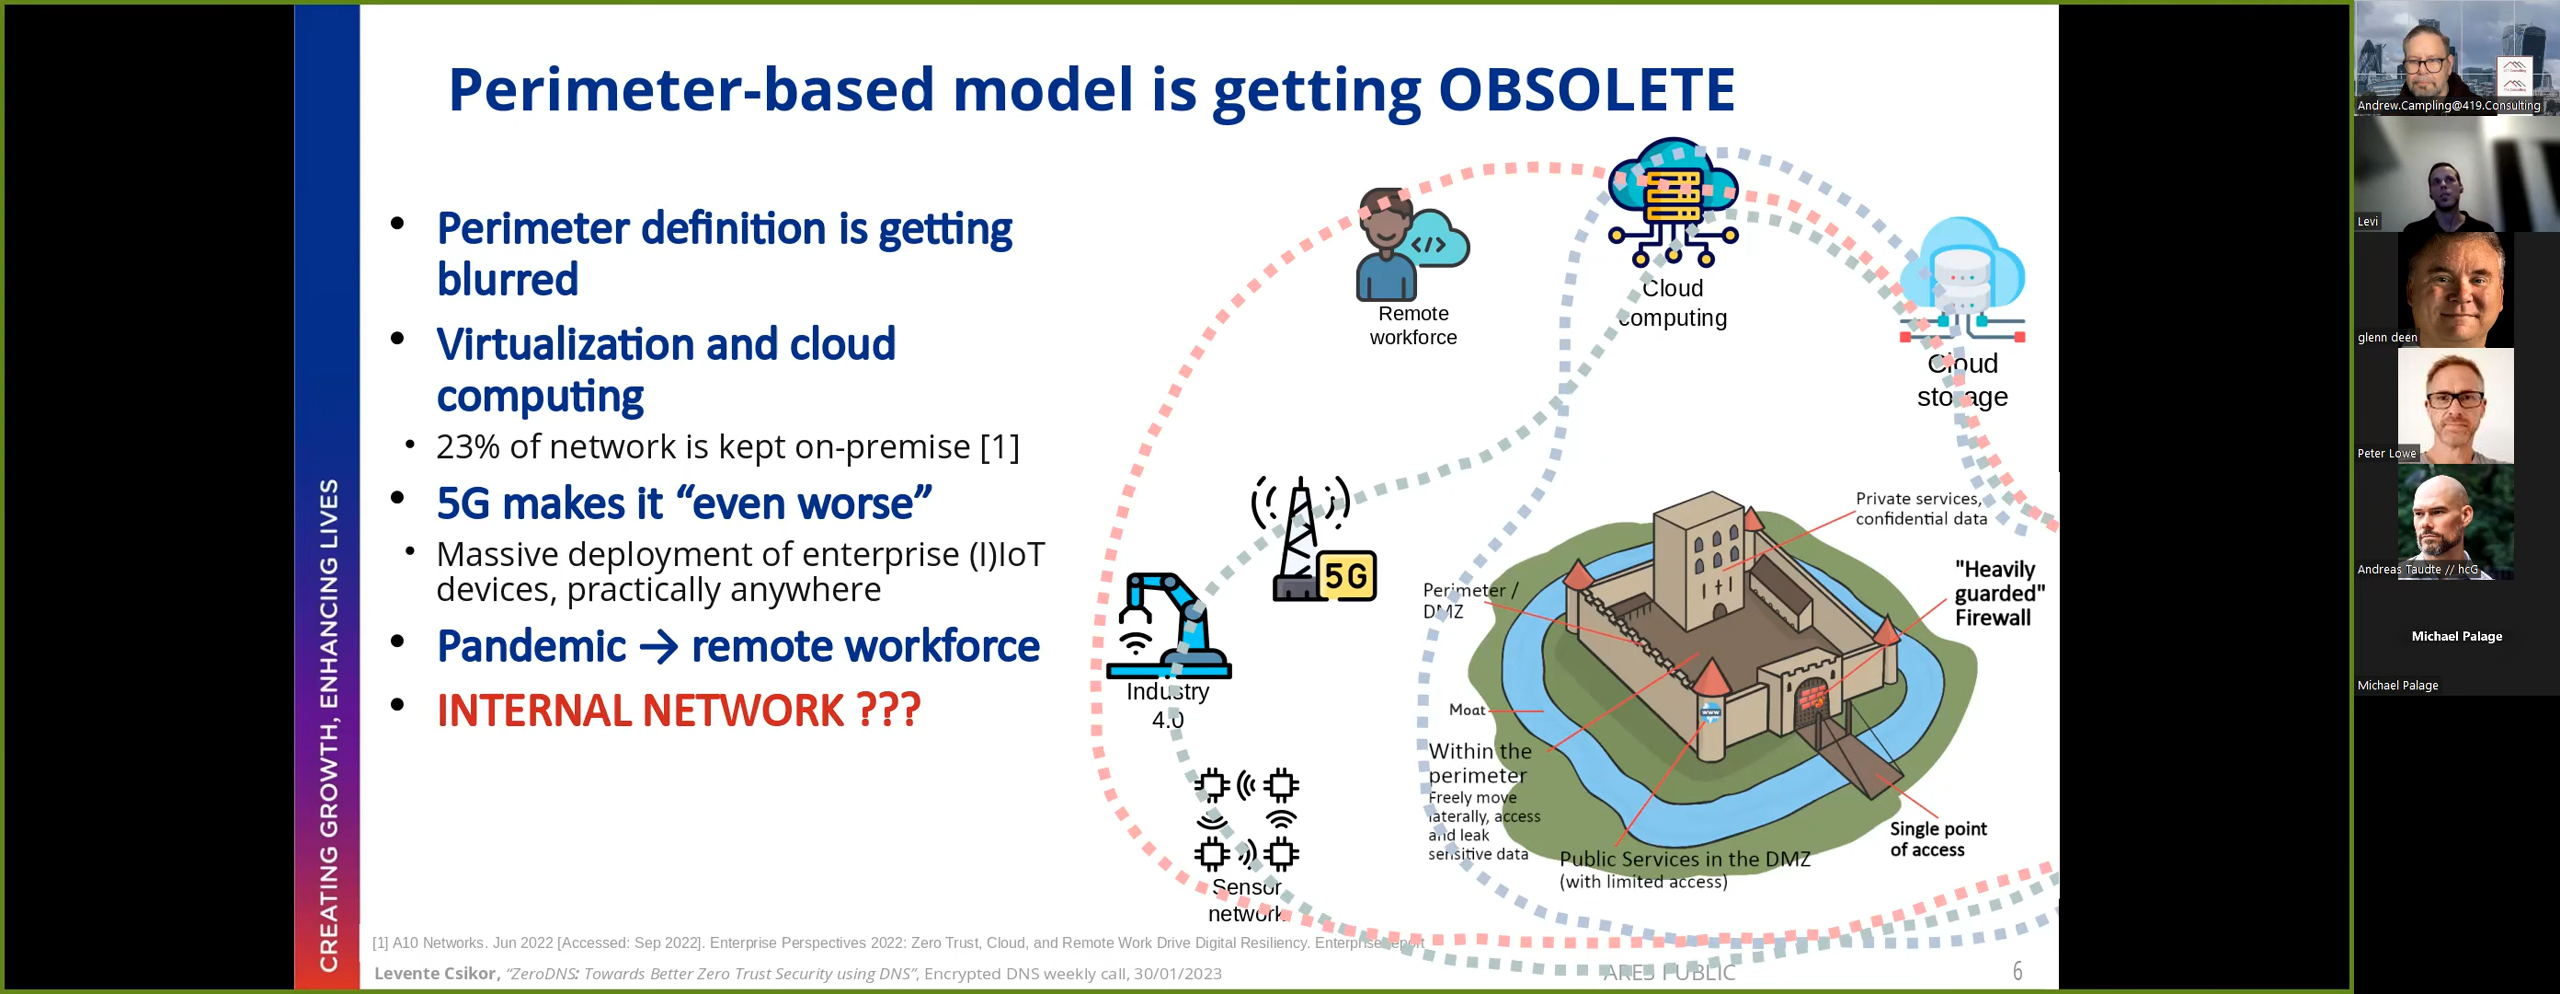 Perimeter-based model is getting OBSOLETE
• Perimeter definition is getting
blurred
• Virtualization and cloud
computing
• 23% of network is kept on-premise [1]
• 5G makes it “even worse”
• Massive deployment of enterprise (I)IoT
devices, practically anywhere
• Pandemic → remote workforce
• INTERNAL NETWORK ???
CREATING GROWTH, ENHANCING LIVES
Remote
workforce
</>
Cloud
computing
Cloud
storage
5G
Industry
4.0
Sensor
network
Private services,
confidential data
"Heavily
guarded"
Firewall
Perimeter /
DMZ
Moat
www
Within the
perimeter
Freely move
laterally, access
and leak
sensitive data
Public Services in the DMZ
(with limited access)
Single point
of access
[1] A10 Networks. Jun 2022 [Accessed: Sep 2022]. Enterprise Perspectives 2022: Zero Trust, Cloud, and Remote Work Drive Digital Resiliency. Enterprise report
Levente Csikor, “ZeroDNS: Towards Better Zero Trust Security using DNS”, Encrypted DNS weekly call, 30/01/2023
ARES PUBLIC
6
Andrew.Campling@419.Consulting
Levi
glenn deen
Peter Lowe
Andreas Taudte // hcG
Michael Palage
Michael Palage